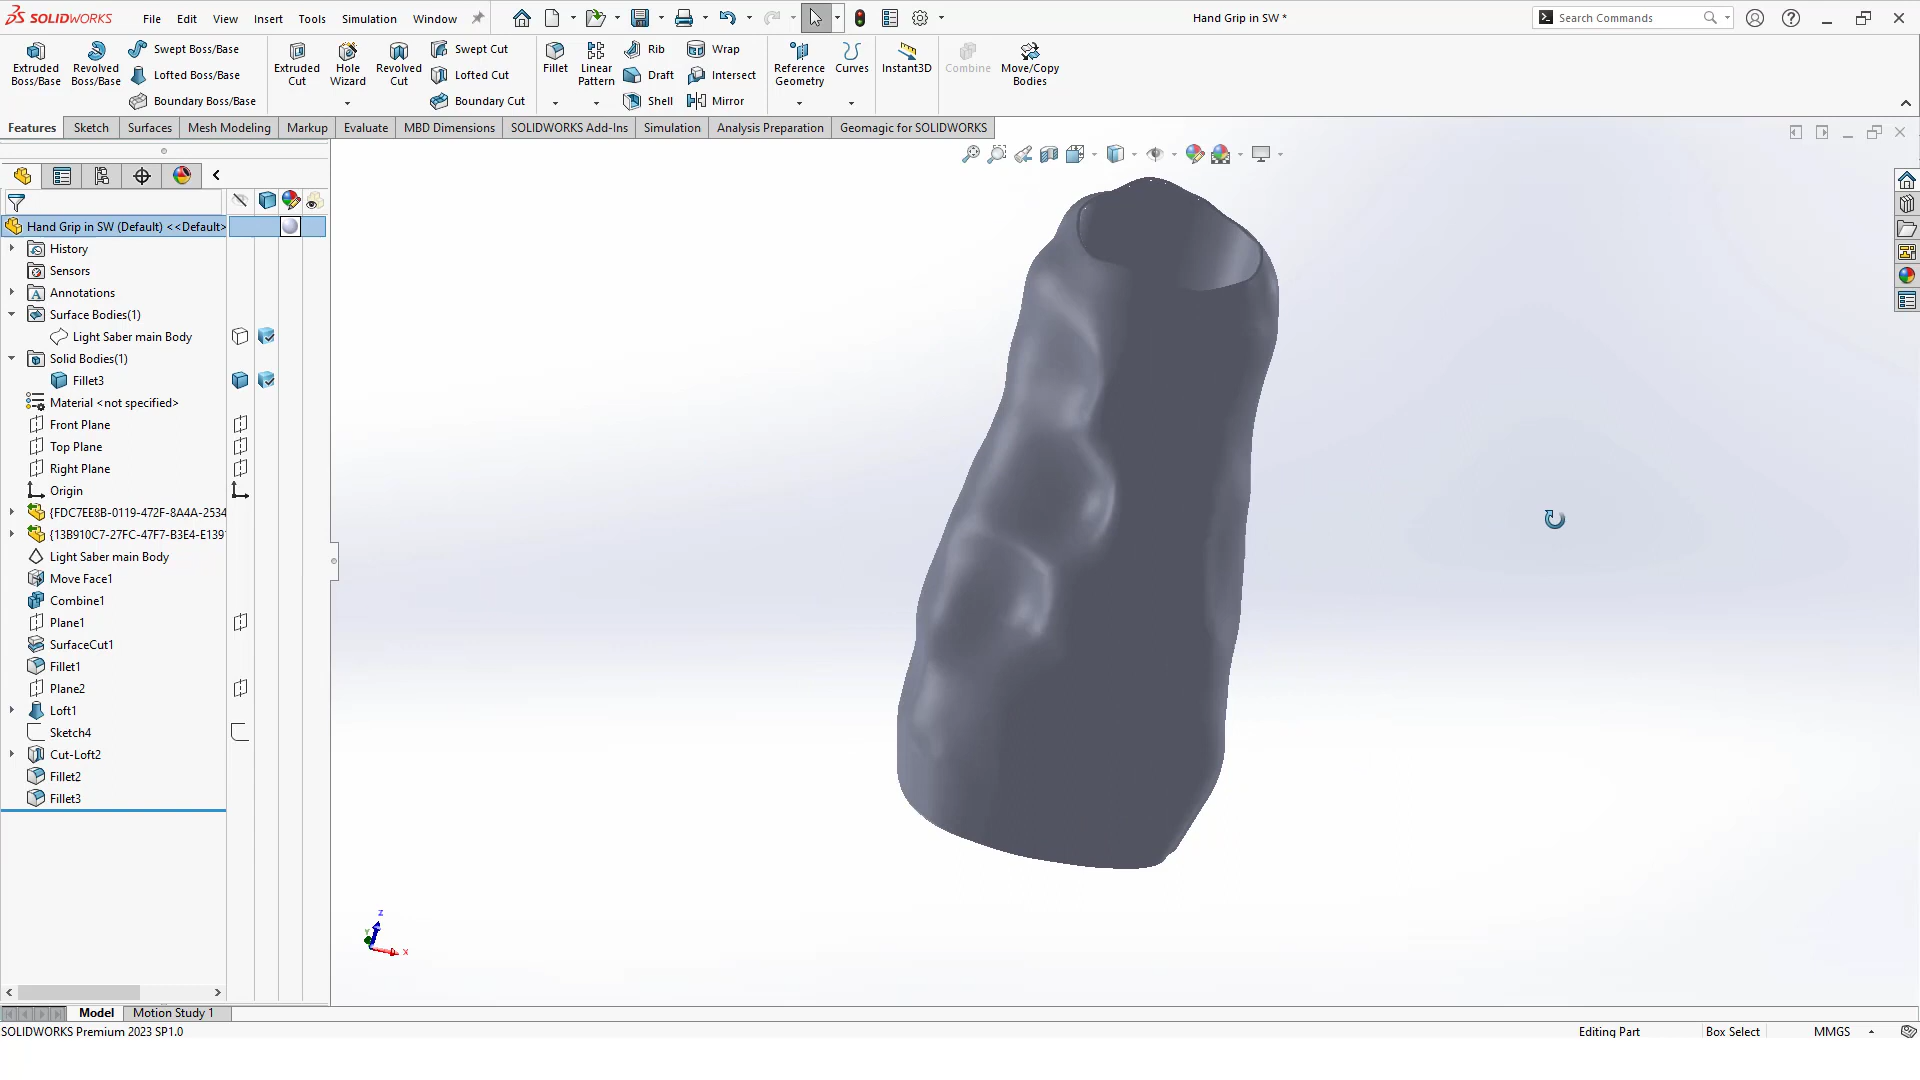 SOLIDWORKS File Edit View Insert Tools Simulation Window Hand Grip in SW * Search Commands
Extruded Boss/Base
Revolved Boss/Base
Swept Boss/Base
Lofted Boss/Base
Boundary Boss/Base
Extruded Cut
Hole Wizard
Revolved Cut
Swept Cut
Lofted Cut
Boundary Cut
Fillet
Linear Pattern
Rib
Draft
Shell
Wrap
Intersect
Mirror
Reference Geometry
Curves
Instant3D
Combine
Move/Copy Bodies
Features Sketch Surfaces Mesh Modeling Markup Evaluate MBD Dimensions SOLIDWORKS Add-Ins Simulation Analysis Preparation Geomagic for SOLIDWORKS
Hand Grip in SW (Default) <<Default>
History
Sensors
Annotations
Surface Bodies(1)
Light Saber main Body
Solid Bodies(1)
Fillet3
Material <not specified>
Front Plane
Top Plane
Right Plane
Origin
{FDC7EE8B-0119-472F-8A4A-2534
{13B910C7-27FC-47F7-B3E4-E139
Light Saber main Body
Move Face1
Combine1
Plane1
SurfaceCut1
Fillet1
Plane2
Loft1
Sketch4
Cut-Loft2
Fillet2
Fillet3
Z
Y
X
Model Motion Study 1
SOLIDWORKS Premium 2023 SP1.0 Editing Part Box Select MMGS